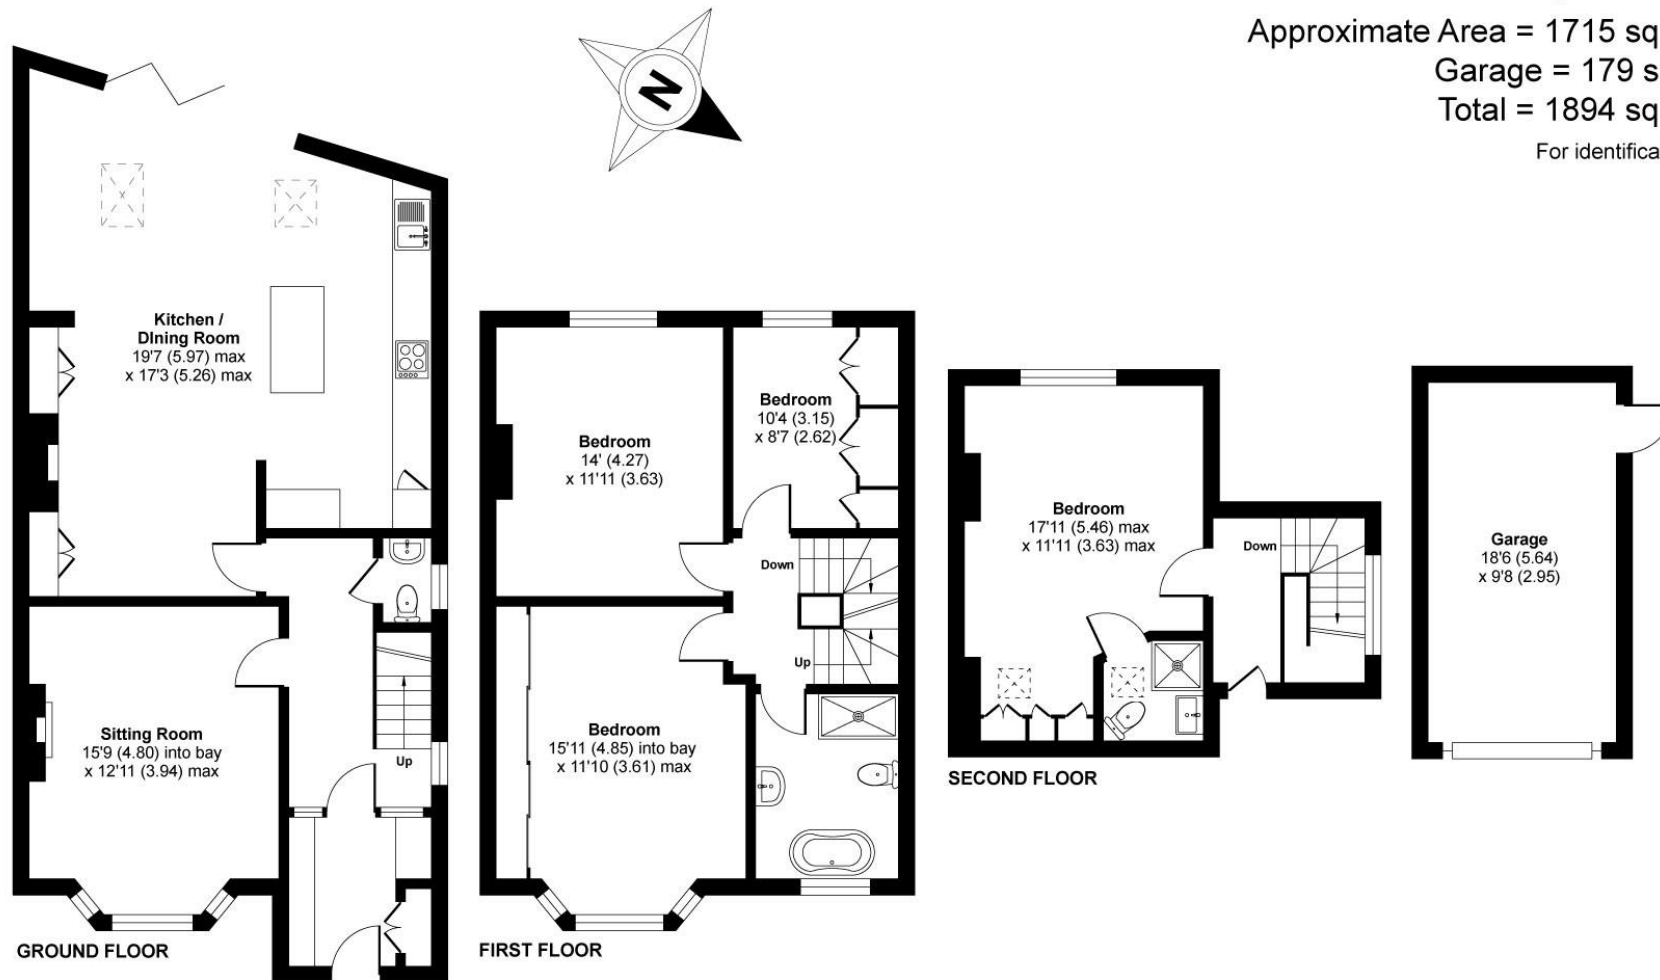 Approximate Area = 1715 sq
Garage = 179 s
Total = 1894 sq
For identifica
N
Kitchen /
DIning Room
19'7 (5.97) max
x 17'3 (5.26) max
Sitting Room
15'9 (4.80) into bay
x 12'11 (3.94) max
Up
GROUND FLOOR
Bedroom
14' (4.27)
x 11'11 (3.63)
Bedroom
10'4 (3.15)
x 8'7 (2.62)
Down
Up
Bedroom
15'11 (4.85) into bay
x 11'10 (3.61) max
FIRST FLOOR
Bedroom
17'11 (5.46) max
x 11'11 (3.63) max
Down
SECOND FLOOR
Garage
18'6 (5.64)
x 9'8 (2.95)